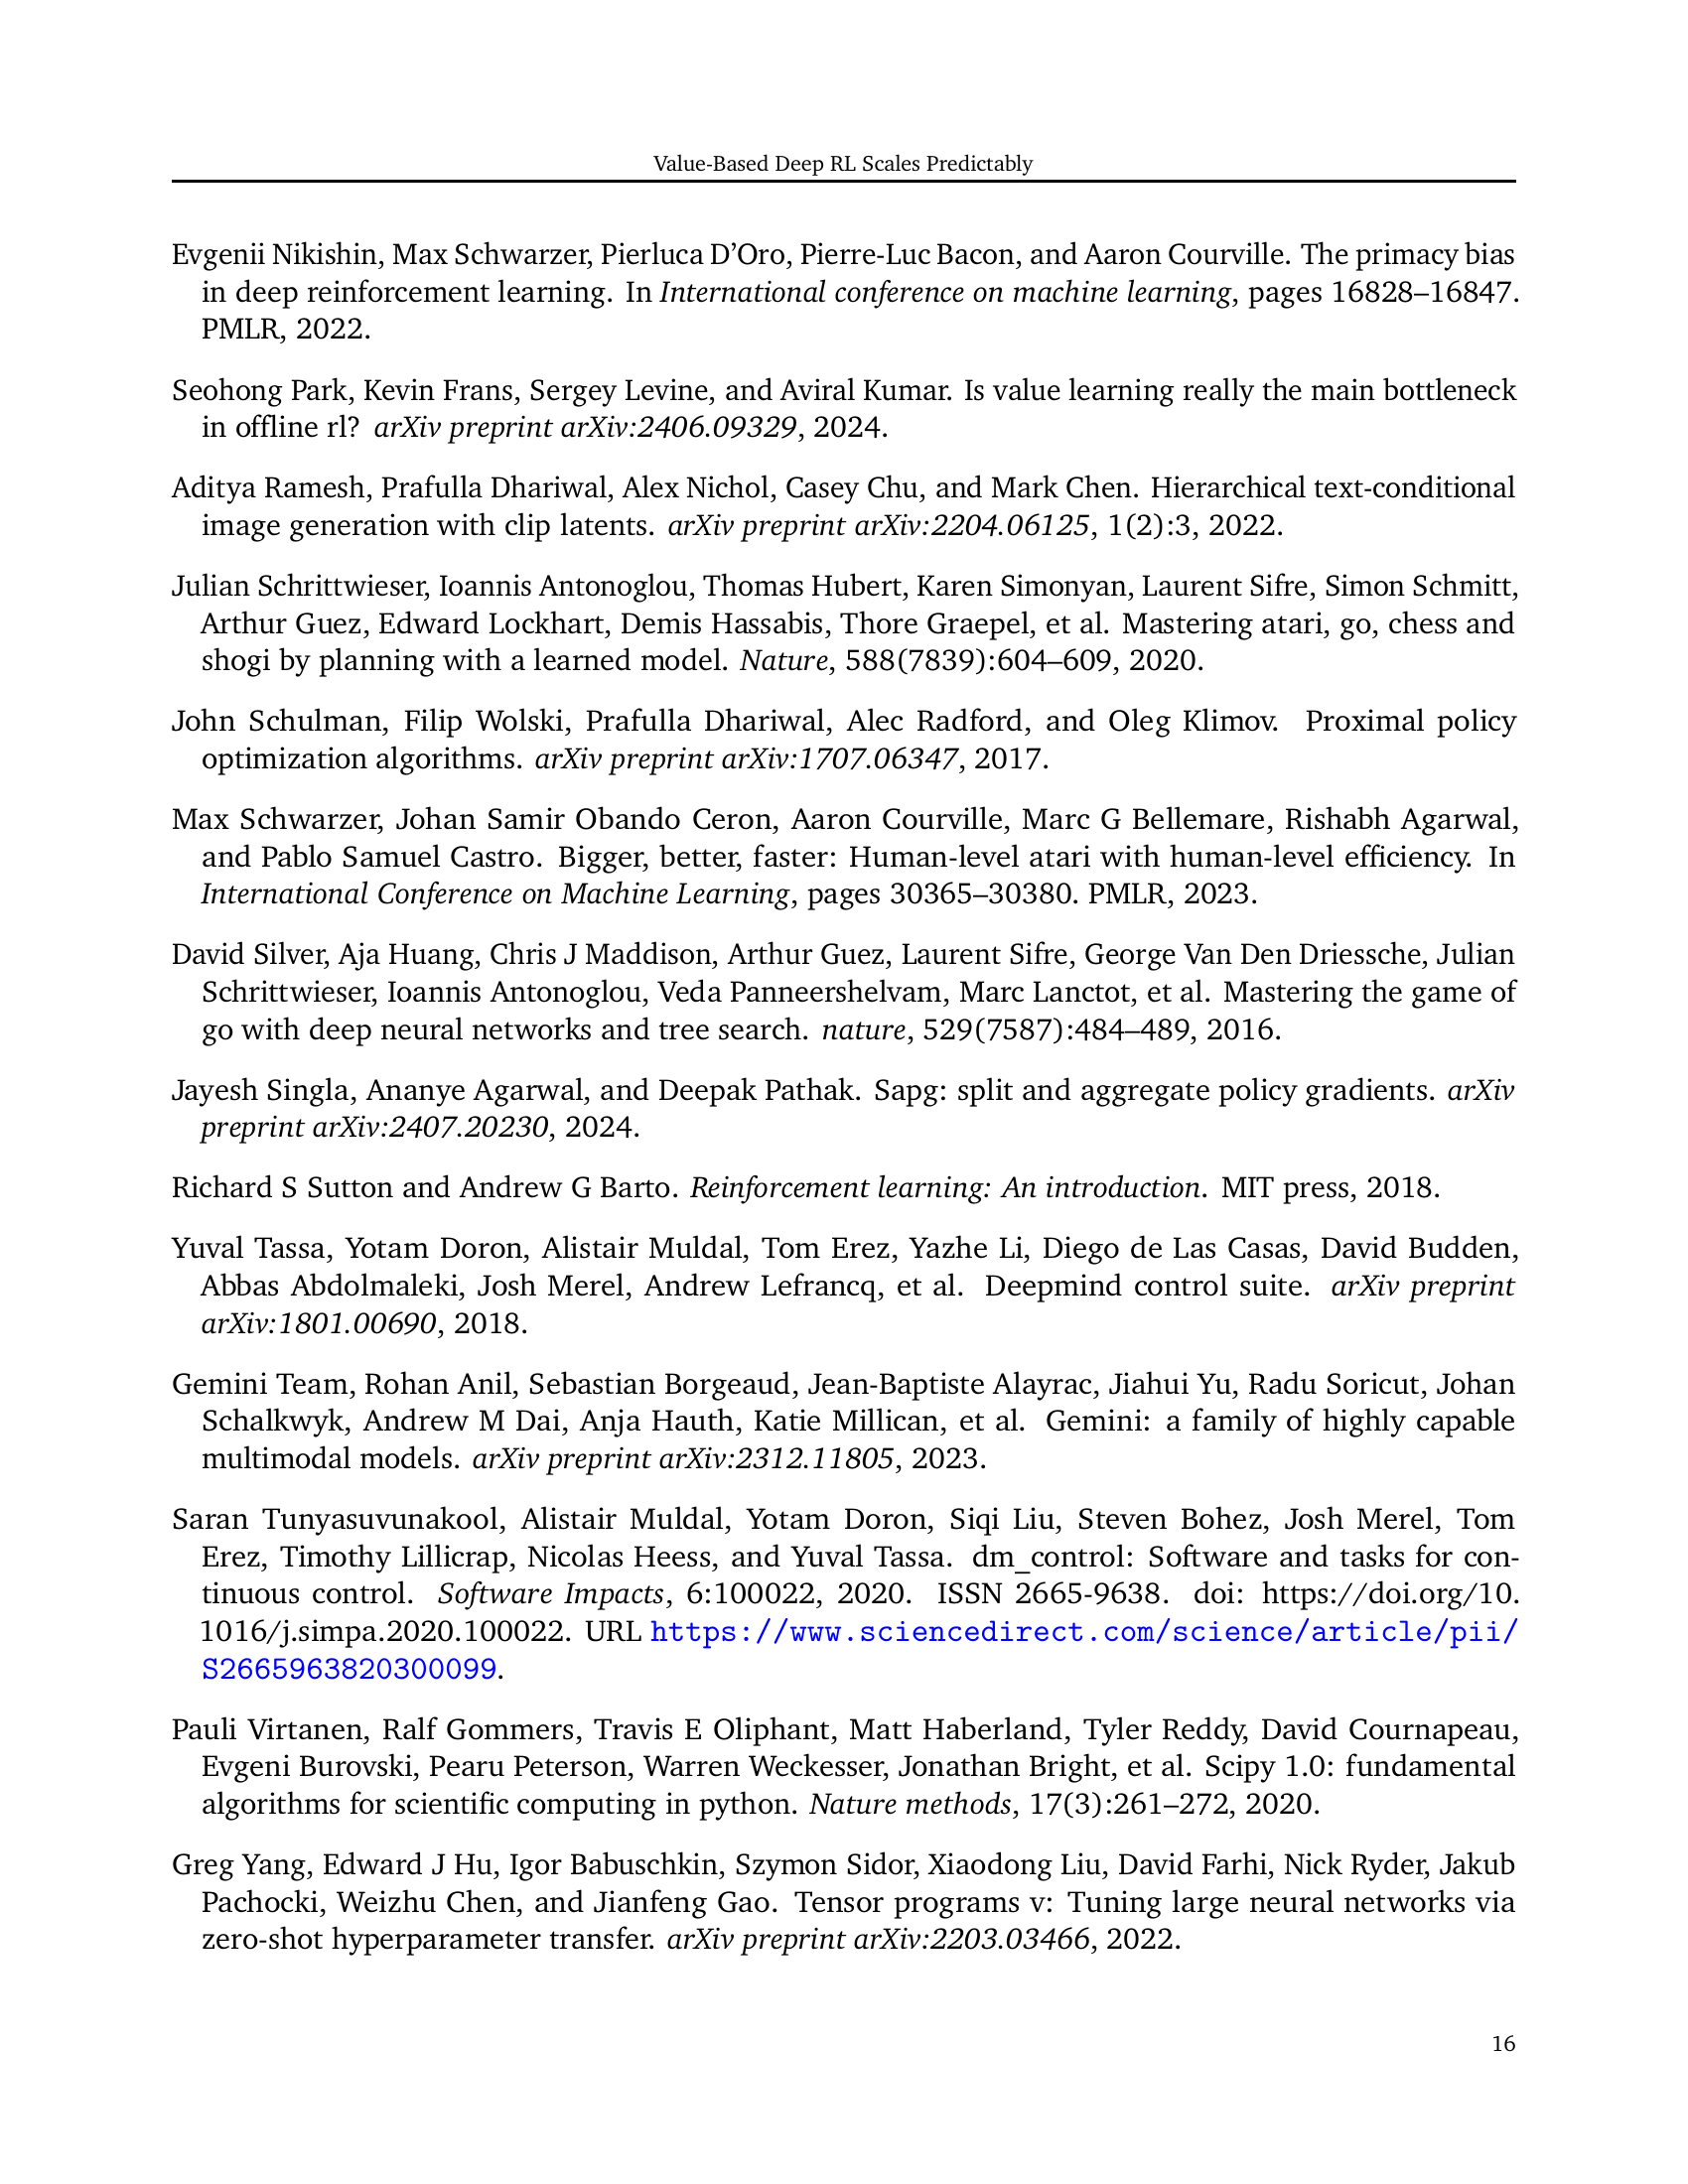 Value-Based Deep RL Scales Predictably
Evgenii Nikishin, Max Schwarzer, Pierluca D’Oro, Pierre-Luc Bacon, and Aaron Courville. The primacy bias
in deep reinforcement learning. In International conference on machine learning, pages 16828–16847.
PMLR, 2022.
Seohong Park, Kevin Frans, Sergey Levine, and Aviral Kumar. Is value learning really the main bottleneck
in offline rl? arXiv preprint arXiv:2406.09329, 2024.
Aditya Ramesh, Prafulla Dhariwal, Alex Nichol, Casey Chu, and Mark Chen. Hierarchical text-conditional
image generation with clip latents. arXiv preprint arXiv:2204.06125, 1(2):3, 2022.
Julian Schrittwieser, Ioannis Antonoglou, Thomas Hubert, Karen Simonyan, Laurent Sifre, Simon Schmitt,
Arthur Guez, Edward Lockhart, Demis Hassabis, Thore Graepel, et al. Mastering atari, go, chess and
shogi by planning with a learned model. Nature, 588(7839):604–609, 2020.
John Schulman, Filip Wolski, Prafulla Dhariwal, Alec Radford, and Oleg Klimov. Proximal policy
optimization algorithms. arXiv preprint arXiv:1707.06347, 2017.
Max Schwarzer, Johan Samir Obando Ceron, Aaron Courville, Marc G Bellemare, Rishabh Agarwal,
and Pablo Samuel Castro. Bigger, better, faster: Human-level atari with human-level efficiency. In
International Conference on Machine Learning, pages 30365–30380. PMLR, 2023.
David Silver, Aja Huang, Chris J Maddison, Arthur Guez, Laurent Sifre, George Van Den Driessche, Julian
Schrittwieser, Ioannis Antonoglou, Veda Panneershelvam, Marc Lanctot, et al. Mastering the game of
go with deep neural networks and tree search. nature, 529(7587):484–489, 2016.
Jayesh Singla, Ananye Agarwal, and Deepak Pathak. Sapg: split and aggregate policy gradients. arXiv
preprint arXiv:2407.20230, 2024.
Richard S Sutton and Andrew G Barto. Reinforcement learning: An introduction. MIT press, 2018.
Yuval Tassa, Yotam Doron, Alistair Muldal, Tom Erez, Yazhe Li, Diego de Las Casas, David Budden,
Abbas Abdolmaleki, Josh Merel, Andrew Lefrancq, et al. Deepmind control suite. arXiv preprint
arXiv:1801.00690, 2018.
Gemini Team, Rohan Anil, Sebastian Borgeaud, Jean-Baptiste Alayrac, Jiahui Yu, Radu Soricut, Johan
Schalkwyk, Andrew M Dai, Anja Hauth, Katie Millican, et al. Gemini: a family of highly capable
multimodal models. arXiv preprint arXiv:2312.11805, 2023.
Saran Tunyasuvunakool, Alistair Muldal, Yotam Doron, Siqi Liu, Steven Bohez, Josh Merel, Tom
Erez, Timothy Lillicrap, Nicolas Heess, and Yuval Tassa. dm_control: Software and tasks for con-
tinuous control. Software Impacts, 6:100022, 2020. ISSN 2665-9638. doi: https://doi.org/10.
1016/j.simpa.2020.100022. URL https://www.sciencedirect.com/science/article/pii/
S2665963820300099.
Pauli Virtanen, Ralf Gommers, Travis E Oliphant, Matt Haberland, Tyler Reddy, David Cournapeau,
Evgeni Burovski, Pearu Peterson, Warren Weckesser, Jonathan Bright, et al. Scipy 1.0: fundamental
algorithms for scientific computing in python. Nature methods, 17(3):261–272, 2020.
Greg Yang, Edward J Hu, Igor Babuschkin, Szymon Sidor, Xiaodong Liu, David Farhi, Nick Ryder, Jakub
Pachocki, Weizhu Chen, and Jianfeng Gao. Tensor programs v: Tuning large neural networks via
zero-shot hyperparameter transfer. arXiv preprint arXiv:2203.03466, 2022.
16